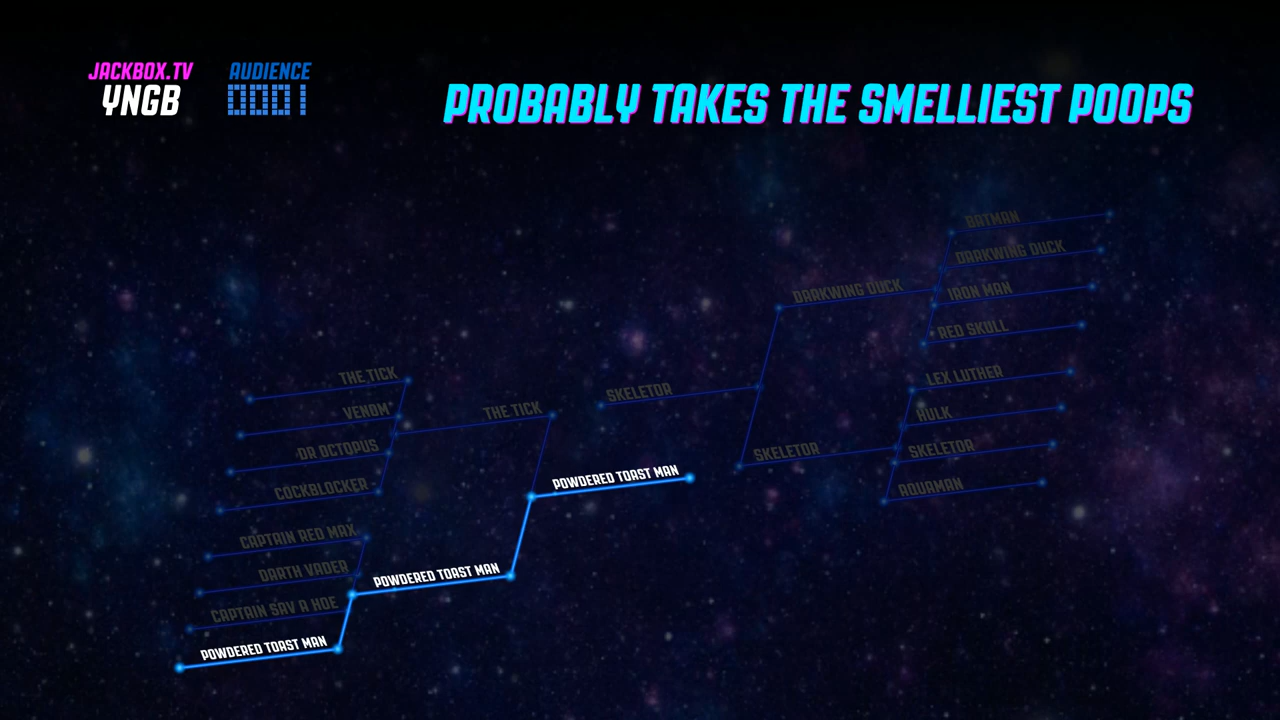 JACKBOX.TV
YNGB
AUDIENCE
0001
PROBABLY TAKES THE SMELLIEST POOPS
THE TICK
VENOM"
DR OCTOPUS
COCKBLOCKER -
CAPTAIN RED MAX
DARTH VADER
CAPTAIN SAV A HOE
POWDERED TOAST MAN
THE TICK
POWDERED TOAST MAN
POWDERED TOAST MAN
SKELETOR
DARKWING DUCK
SKELETOR
BATMAN
DARKWING DUCK
IRON MAN
RED SKULL
LEX LUTHER
HULK
SKELETOR
AQUAMAN